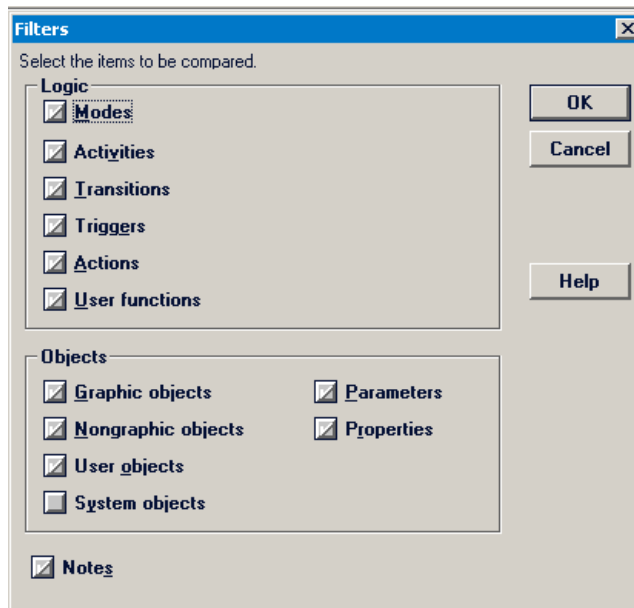 Filters
Select the items to be compared.
Logic
Modes
Activities
Transitions
Triggers
Actions
User functions
OK
Cancel
Help
Objects
Graphic objects
Nongraphic objects
User objects
System objects
Parameters
Properties
Notes